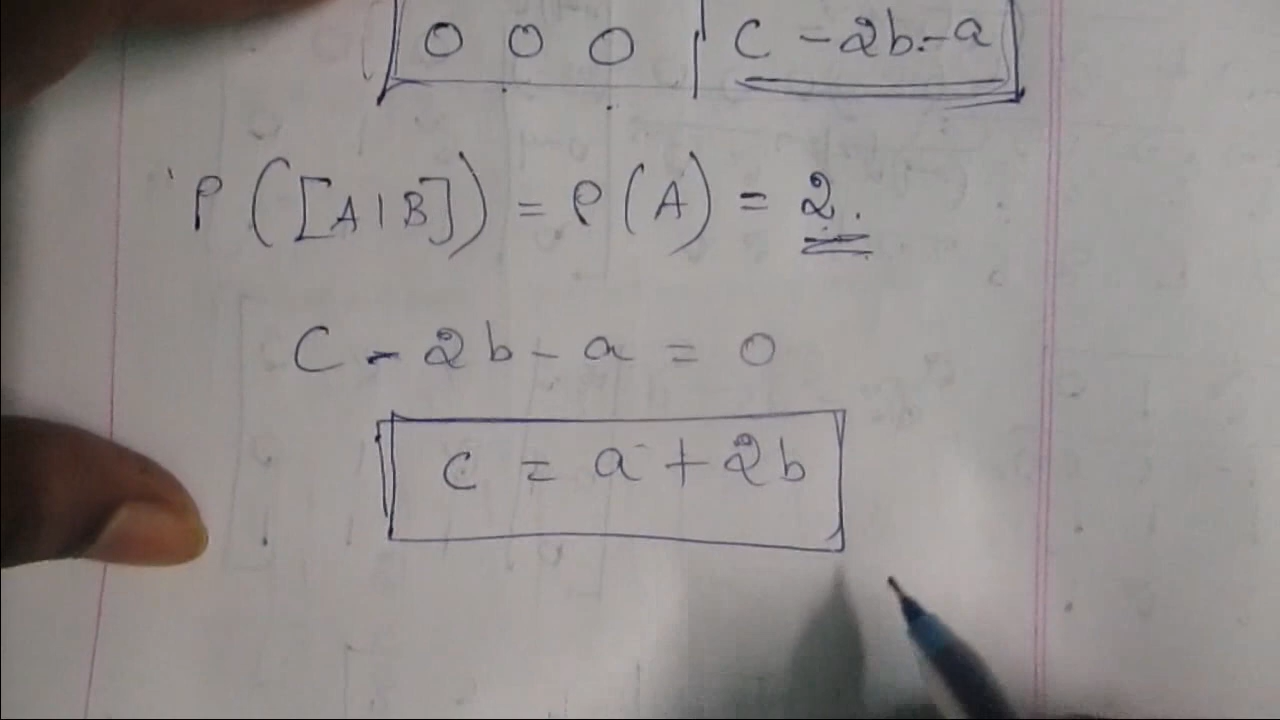 0 0 0 | c - 2b - a
ρ([A|B]) = ρ(A) = 2.
C - 2b - a = 0
c = a + 2b